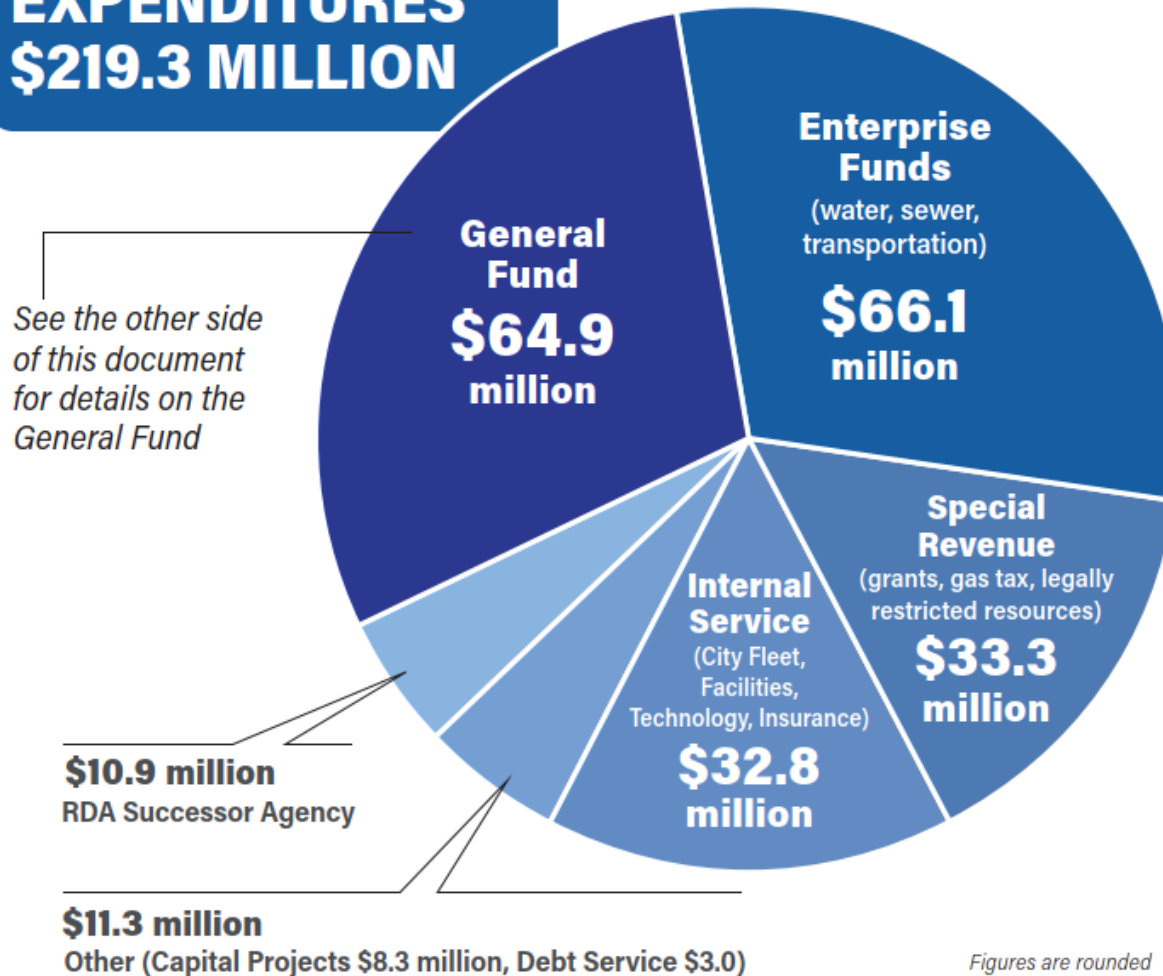 EXPENDITURES
$219.3 MILLION
Enterprise
Funds
(water, sewer,
transportation)
$66.1
million
General
Fund
$64.9
million
See the other side
of this document
for details on the
General Fund
Special
Revenue
(grants, gas tax, legally
restricted resources)
$33.3
million
Internal
Service
(City Fleet,
Facilities,
Technology, Insurance)
$32.8
million
$10.9 million
RDA Successor Agency
$11.3 million
Other (Capital Projects $8.3 million, Debt Service $3.0)
Figures are rounded